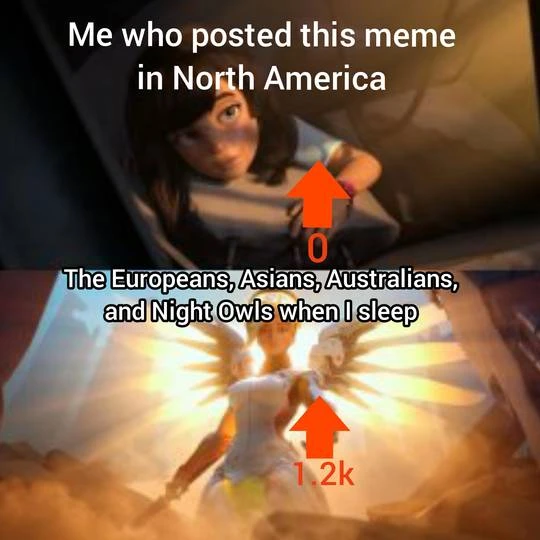 Me who posted this meme
in North America
0
The Europeans, Asians, Australians,
and Night Owls when I sleep
1.2k